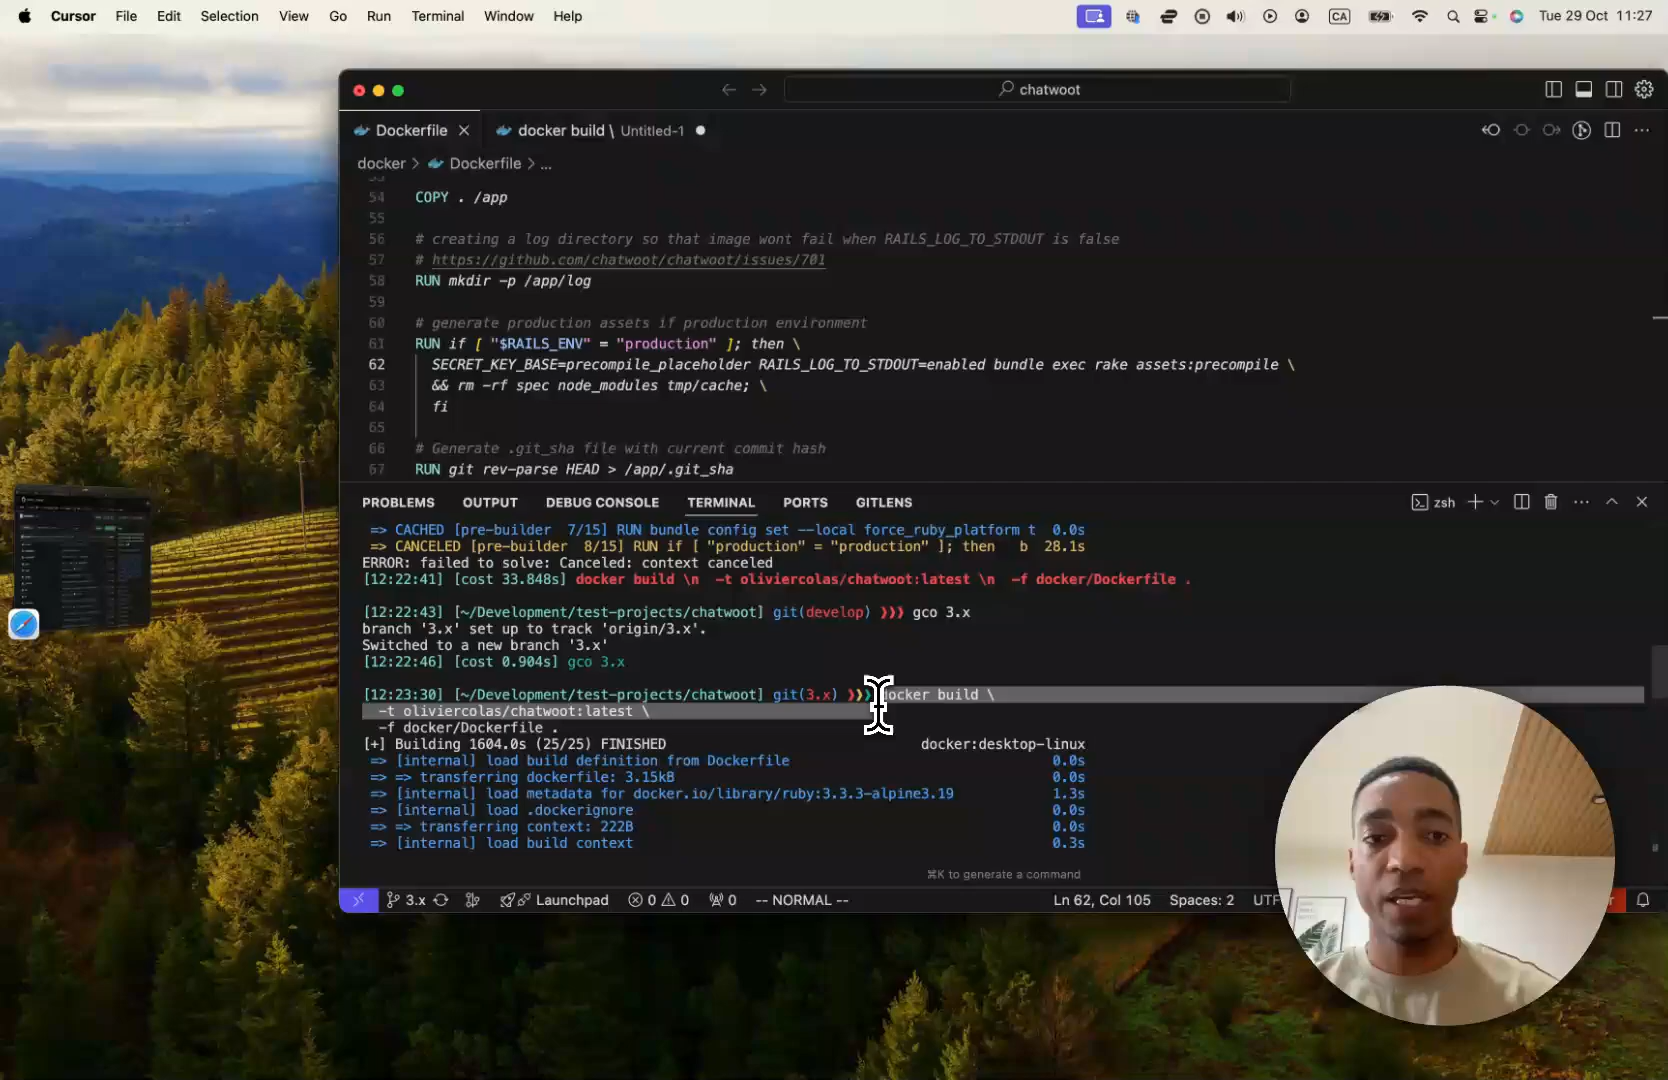 Cursor File Edit Selection View Go Run Terminal Window Help CA Tue 29 Oct 11:27
chatwoot
Dockerfile docker build \ Untitled-1
docker > Dockerfile > ...
53
54 COPY . /app
55
56 # creating a log directory so that image wont fail when RAILS_LOG_TO_STDOUT is false
57 # https://github.com/chatwoot/chatwoot/issues/701
58 RUN mkdir -p /app/log
59
60 # generate production assets if production environment
61 RUN if [ "$RAILS_ENV" = "production" ]; then \
62 SECRET_KEY_BASE=precompile_placeholder RAILS_LOG_TO_STDOUT=enabled bundle exec rake assets:precompile \
63 && rm -rf spec node_modules tmp/cache; \
64 fi
65
66 # Generate .git_sha file with current commit hash
67 RUN git rev-parse HEAD > /app/.git_sha
PROBLEMS OUTPUT DEBUG CONSOLE TERMINAL PORTS GITLENS zsh
=> CACHED [pre-builder 7/15] RUN bundle config set --local force_ruby_platform t 0.0s
=> CANCELED [pre-builder 8/15] RUN if [ "production" = "production" ]; then b 28.1s
ERROR: failed to solve: Canceled: context canceled
[12:22:41] [cost 33.848s] docker build \n -t oliviercolas/chatwoot:latest \n -f docker/Dockerfile .
[12:22:43] [~/Development/test-projects/chatwoot] git(develop) ❯❯❯ gco 3.x
branch '3.x' set up to track 'origin/3.x'.
Switched to a new branch '3.x'
[12:22:46] [cost 0.904s] gco 3.x
[12:23:30] [~/Development/test-projects/chatwoot] git(3.x) ❯❯❯ docker build \
-t oliviercolas/chatwoot:latest \
-f docker/Dockerfile .
[+] Building 1604.0s (25/25) FINISHED docker:desktop-linux
=> [internal] load build definition from Dockerfile 0.0s
=> => transferring dockerfile: 3.15kB 0.0s
=> [internal] load metadata for docker.io/library/ruby:3.3.3-alpine3.19 1.3s
=> [internal] load .dockerignore 0.0s
=> => transferring context: 222B 0.0s
=> [internal] load build context 0.3s
⌘K to generate a command
3.x Launchpad 0 0 0 -- NORMAL -- Ln 62, Col 105 Spaces: 2 UTF